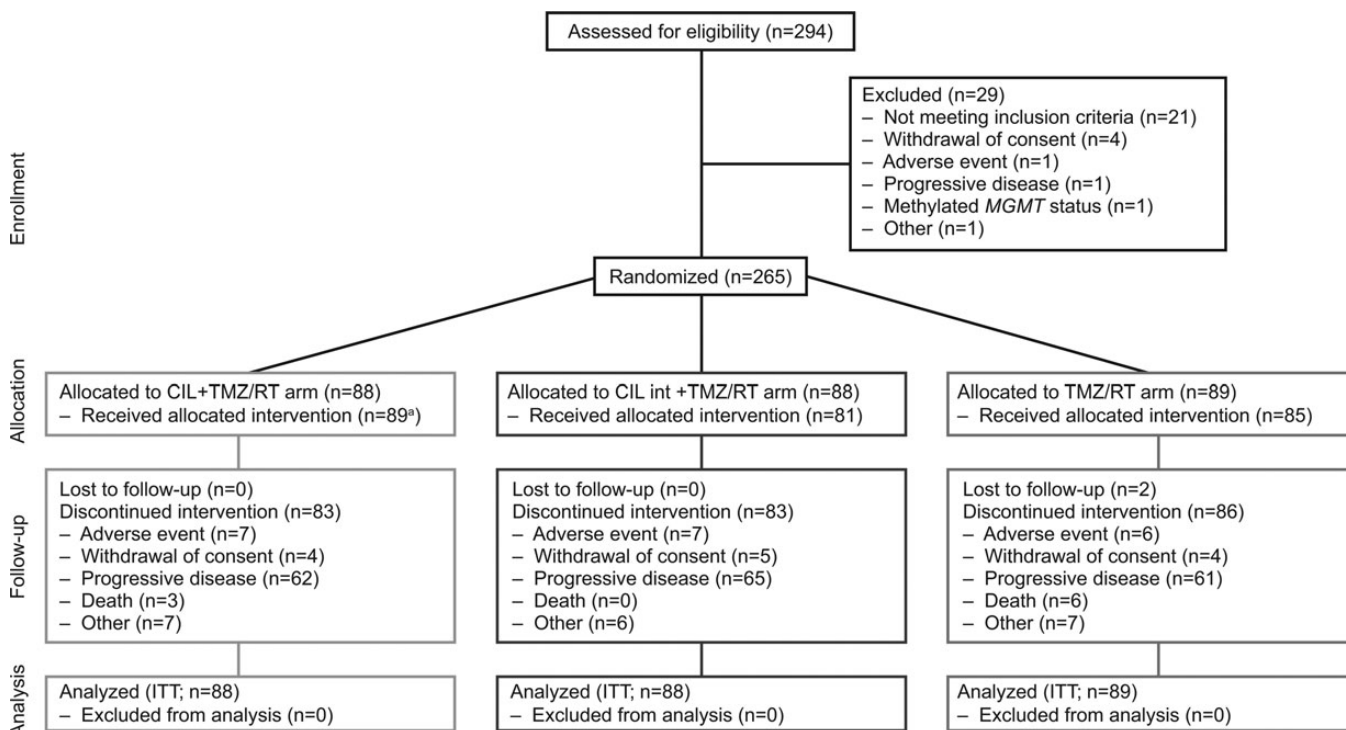 Assessed for eligibility (n=294)
Enrollment
Excluded (n=29)
– Not meeting inclusion criteria (n=21)
– Withdrawal of consent (n=4)
– Adverse event (n=1)
– Progressive disease (n=1)
– Methylated MGMT status (n=1)
– Other (n=1)
Randomized (n=265)
Allocation
Allocated to CIL+TMZ/RT arm (n=88)
– Received allocated intervention (n=89ᵃ)
Allocated to CIL int +TMZ/RT arm (n=88)
– Received allocated intervention (n=81)
Allocated to TMZ/RT arm (n=89)
– Received allocated intervention (n=85)
Follow-up
Lost to follow-up (n=0)
Discontinued intervention (n=83)
– Adverse event (n=7)
– Withdrawal of consent (n=4)
– Progressive disease (n=62)
– Death (n=3)
– Other (n=7)
Lost to follow-up (n=0)
Discontinued intervention (n=83)
– Adverse event (n=7)
– Withdrawal of consent (n=5)
– Progressive disease (n=65)
– Death (n=0)
– Other (n=6)
Lost to follow-up (n=2)
Discontinued intervention (n=86)
– Adverse event (n=6)
– Withdrawal of consent (n=4)
– Progressive disease (n=61)
– Death (n=6)
– Other (n=7)
Analysis
Analyzed (ITT; n=88)
– Excluded from analysis (n=0)
Analyzed (ITT; n=88)
– Excluded from analysis (n=0)
Analyzed (ITT; n=89)
– Excluded from analysis (n=0)